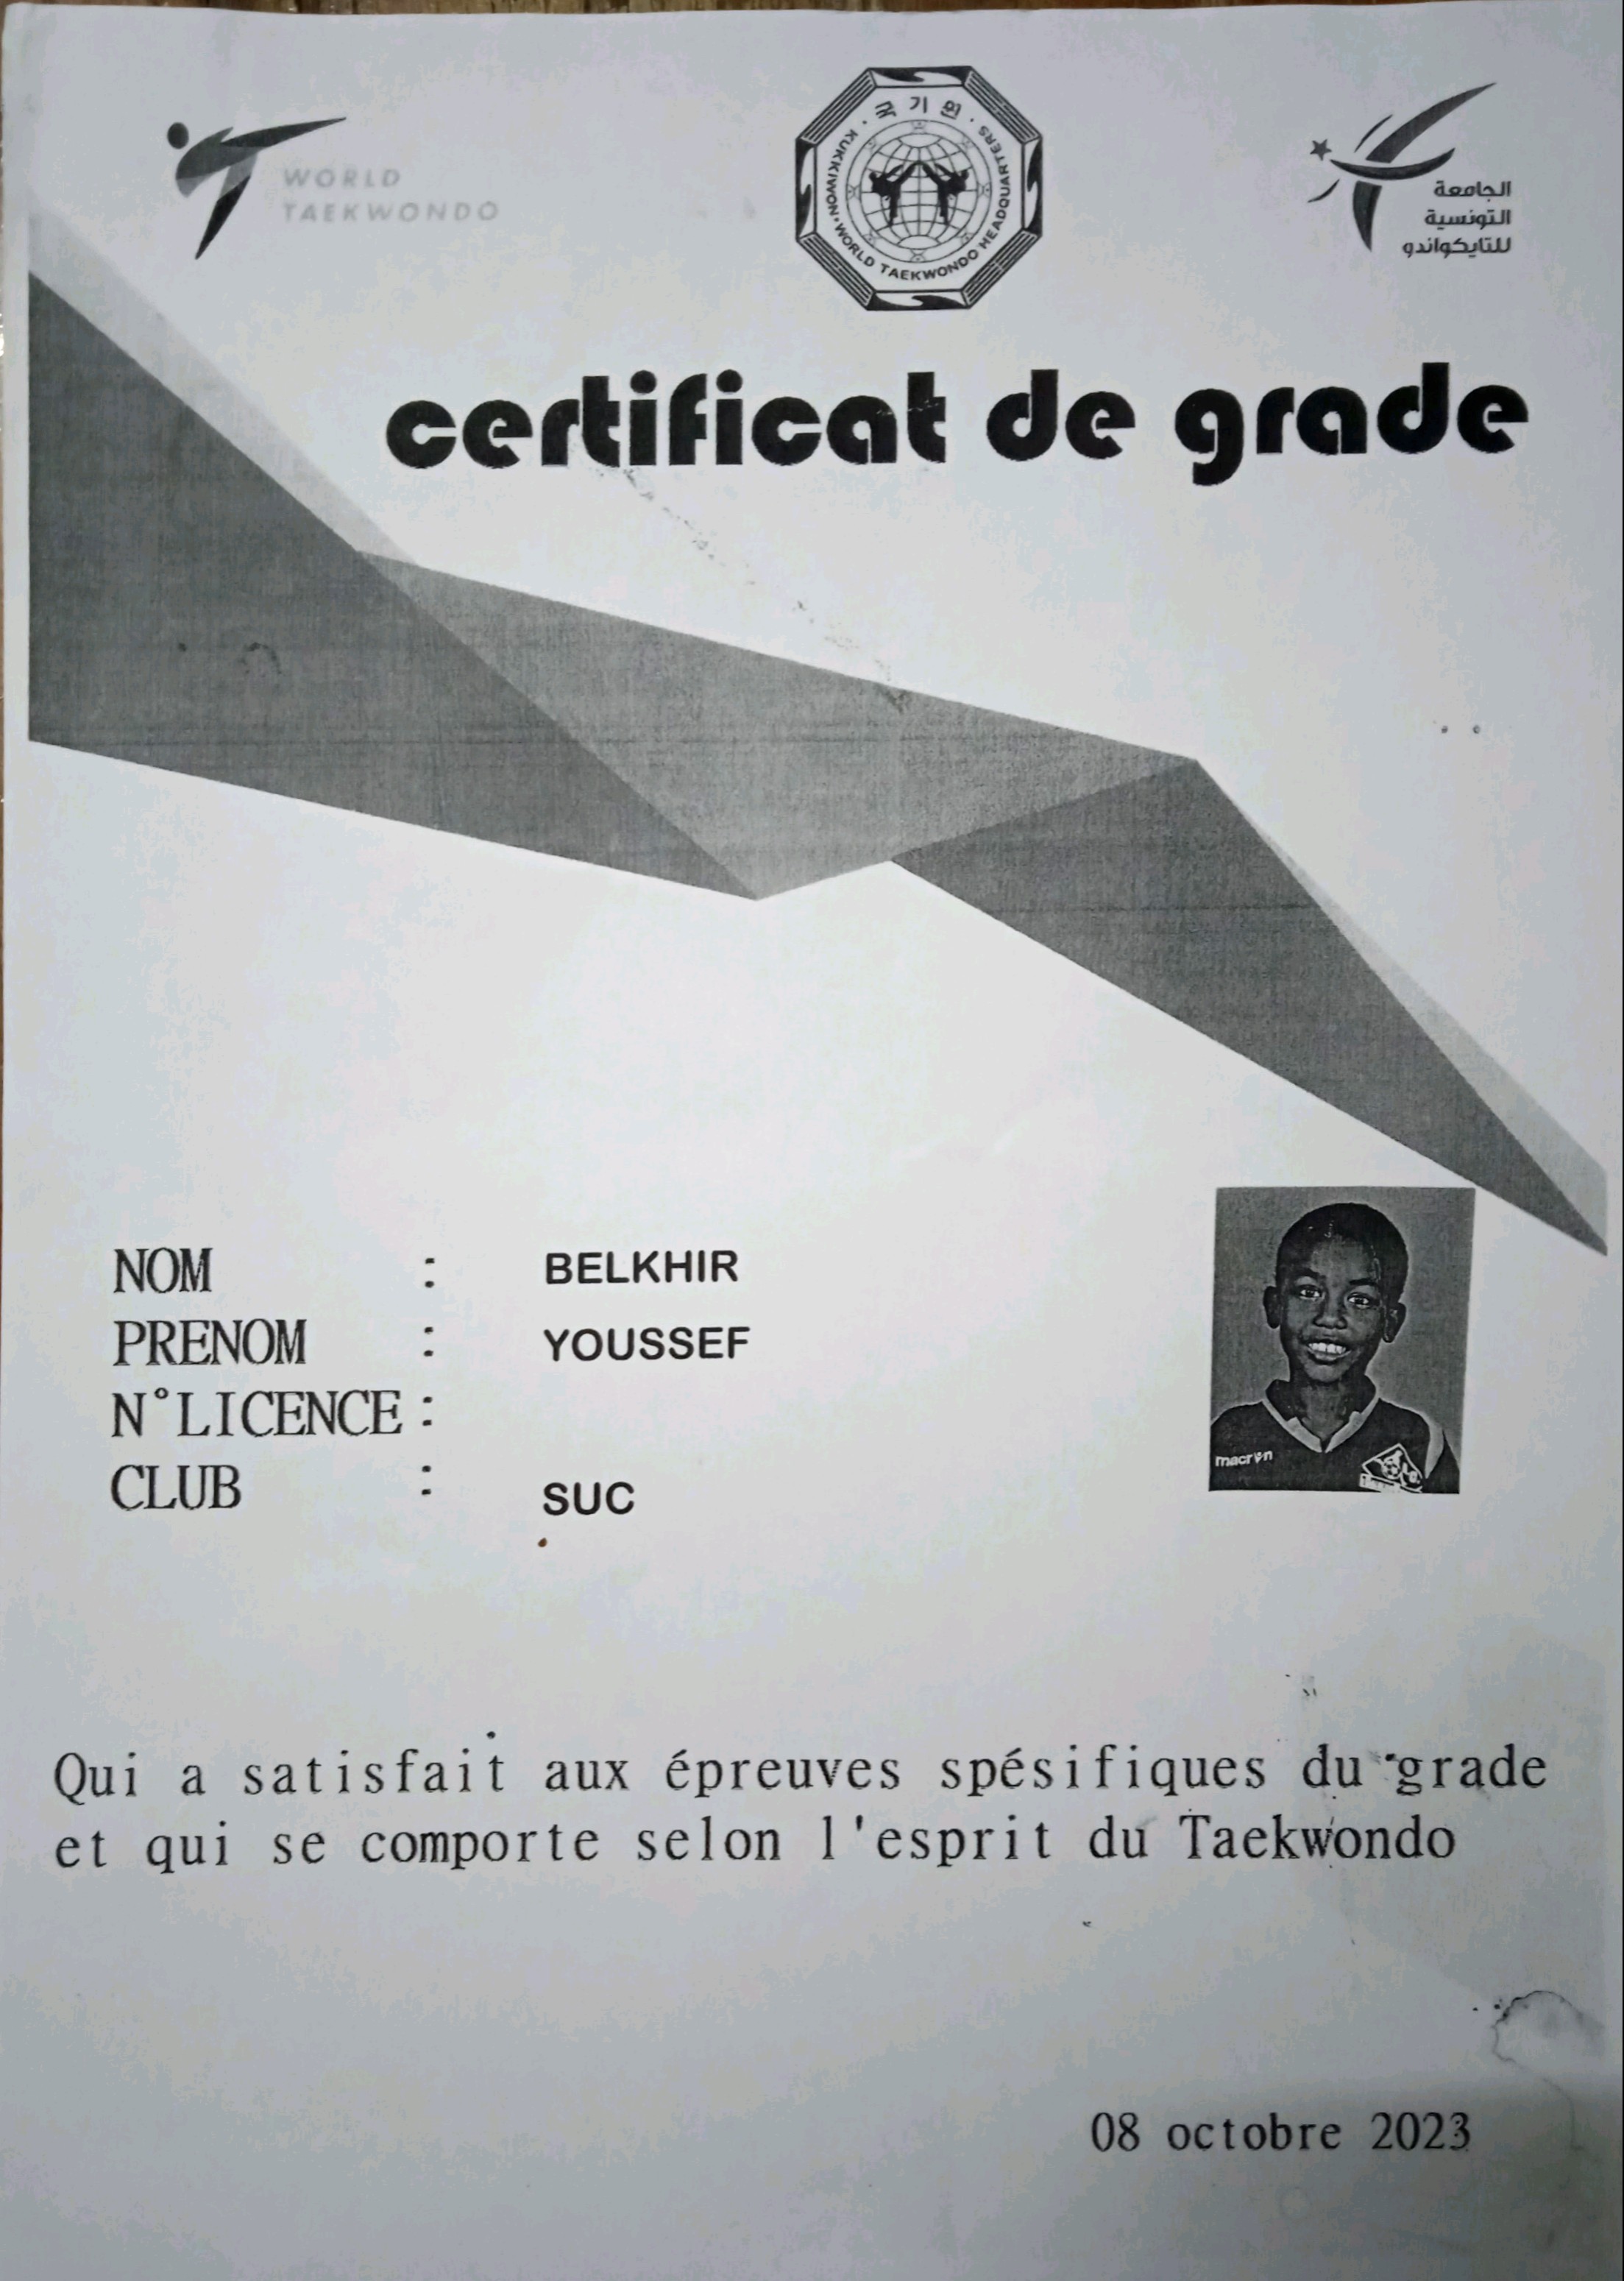 WORLD
TAEKWONDO
국기원
KUKKIWON · WORLD TAEKWONDO HEADQUARTERS
الجامعة
التونسية
للتايكواندو
certificat de grade
NOM : BELKHIR
PRENOM : YOUSSEF
N°LICENCE :
CLUB : SUC
macron
Qui a satisfait aux épreuves spésifiques du grade
et qui se comporte selon l'esprit du Taekwondo
08 octobre 2023